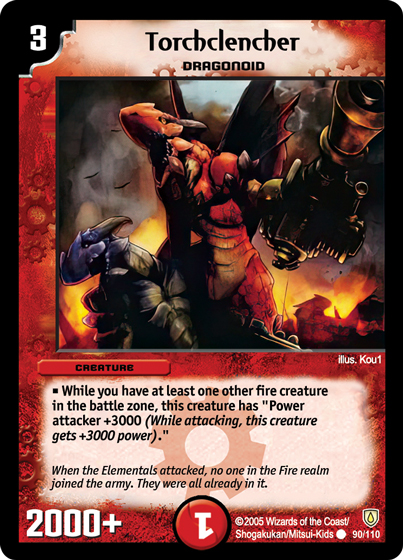 3
Torchclencher
DRAGONOID
illus. Kou1
CREATURE
▪ While you have at least one other fire creature
in the battle zone, this creature has "Power
attacker +3000 (While attacking, this creature
gets +3000 power)."
When the Elementals attacked, no one in the Fire realm
joined the army. They were all already in it.
2000+
1
©2005 Wizards of the Coast/
Shogakukan/Mitsui-Kids ● 90/110